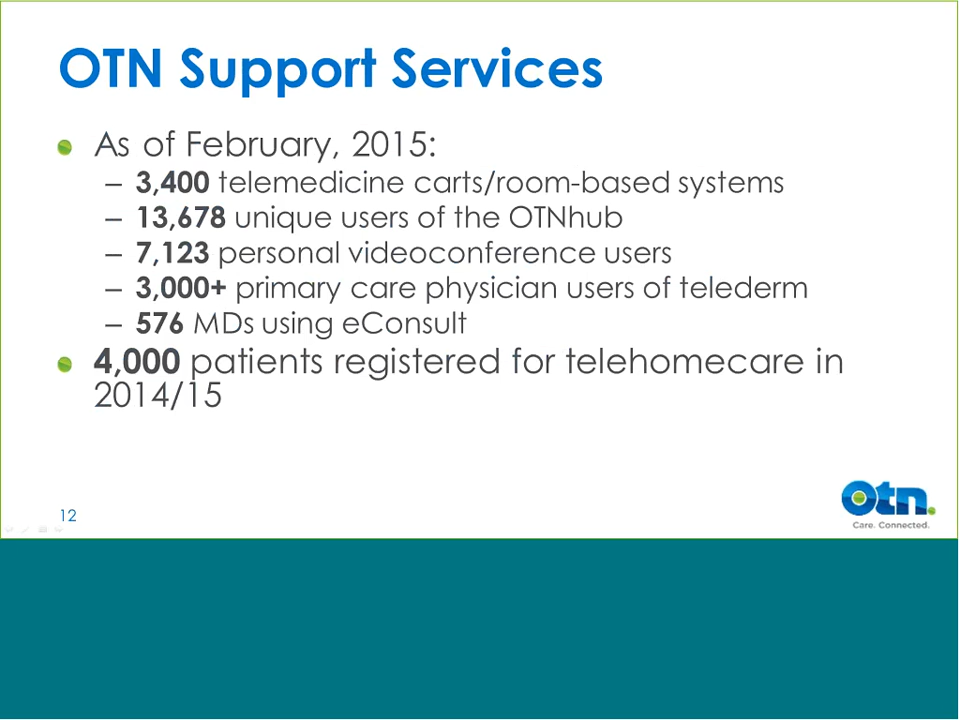 OTN Support Services
As of February, 2015:
– 3,400 telemedicine carts/room-based systems
– 13,678 unique users of the OTNhub
– 7,123 personal videoconference users
– 3,000+ primary care physician users of telederm
– 576 MDs using eConsult
4,000 patients registered for telehomecare in
2014/15
12
otn.
Care. Connected.